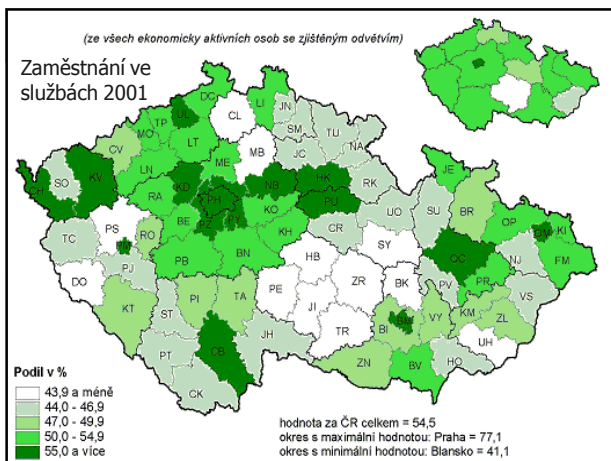 (ze všech ekonomicky aktivních osob se zjištěným odvětvím)
Zaměstnání ve
službách 2001
DC
LI
UL
TP
CL
JN
MO
SM
TU
CV
LT
MB
JC
NA
SO
KV
LN
ME
CH
KD
NB
HK
RK
JE
RA
PH
PU
BR
BE
PZ
PY
KO
UO
SU
OP
OM
KI
TC
PS
RO
KH
CR
OC
NJ
FM
PM
PB
BN
SY
PJ
HB
PV
PR
VS
DO
ZR
BK
KT
PI
TA
PE
KM
ZL
ST
JI
BI
BM
VY
TR
UH
PT
CB
JH
ZN
BV
HO
CK
Podil v %
43,9 a méně
44,0 - 46,9
47,0 - 49,9
50,0 - 54,9
55,0 a více
hodnota za ČR celkem = 54,5
okres s maximální hodnotou: Praha = 77,1
okres s minimální hodnotou: Blansko = 41,1